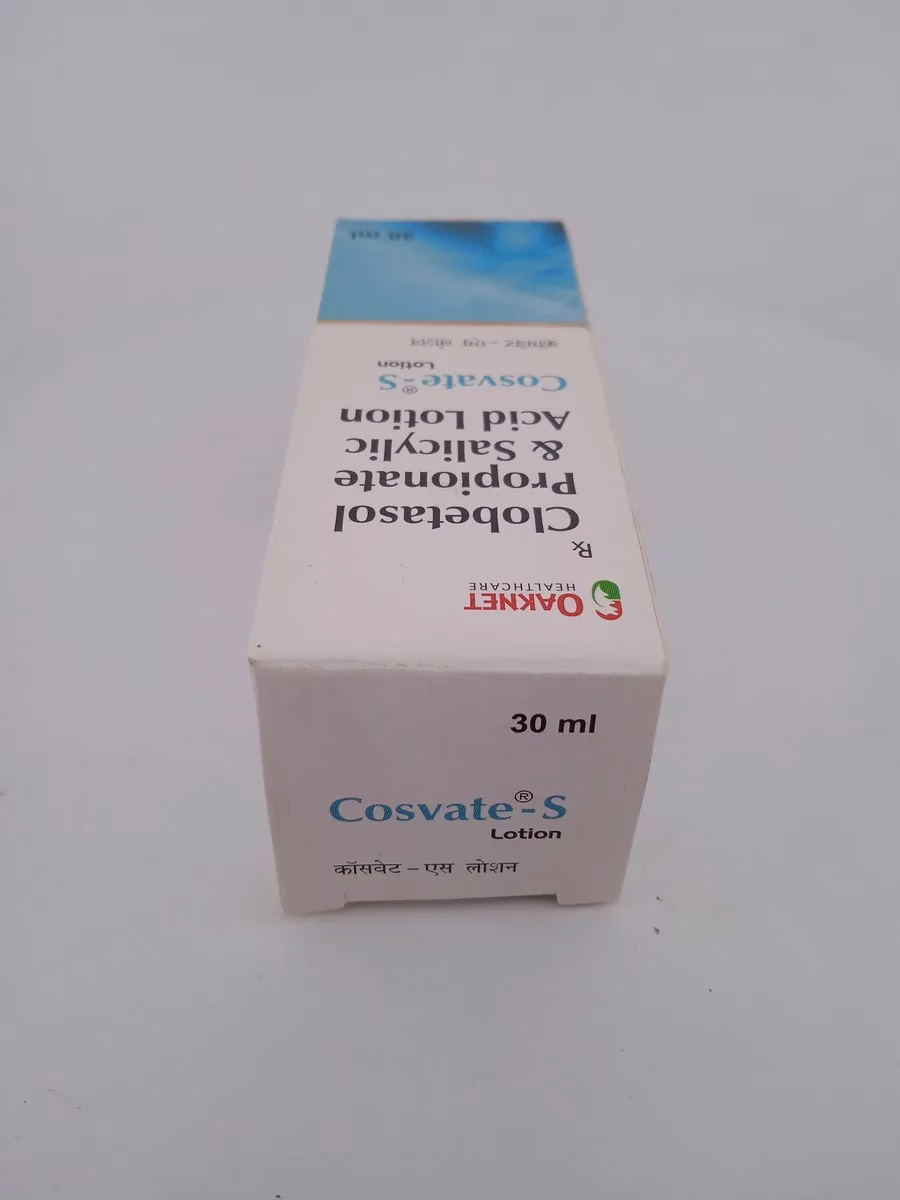 OAKNET
HEALTHCARE
Rx
Clobetasol
Propionate
& Salicylic
Acid Lotion
Cosvate®-S
Lotion
कॉसवेट – एस लोशन
30 ml
30 ml
Cosvate®-S
Lotion
कॉसवेट – एस लोशन